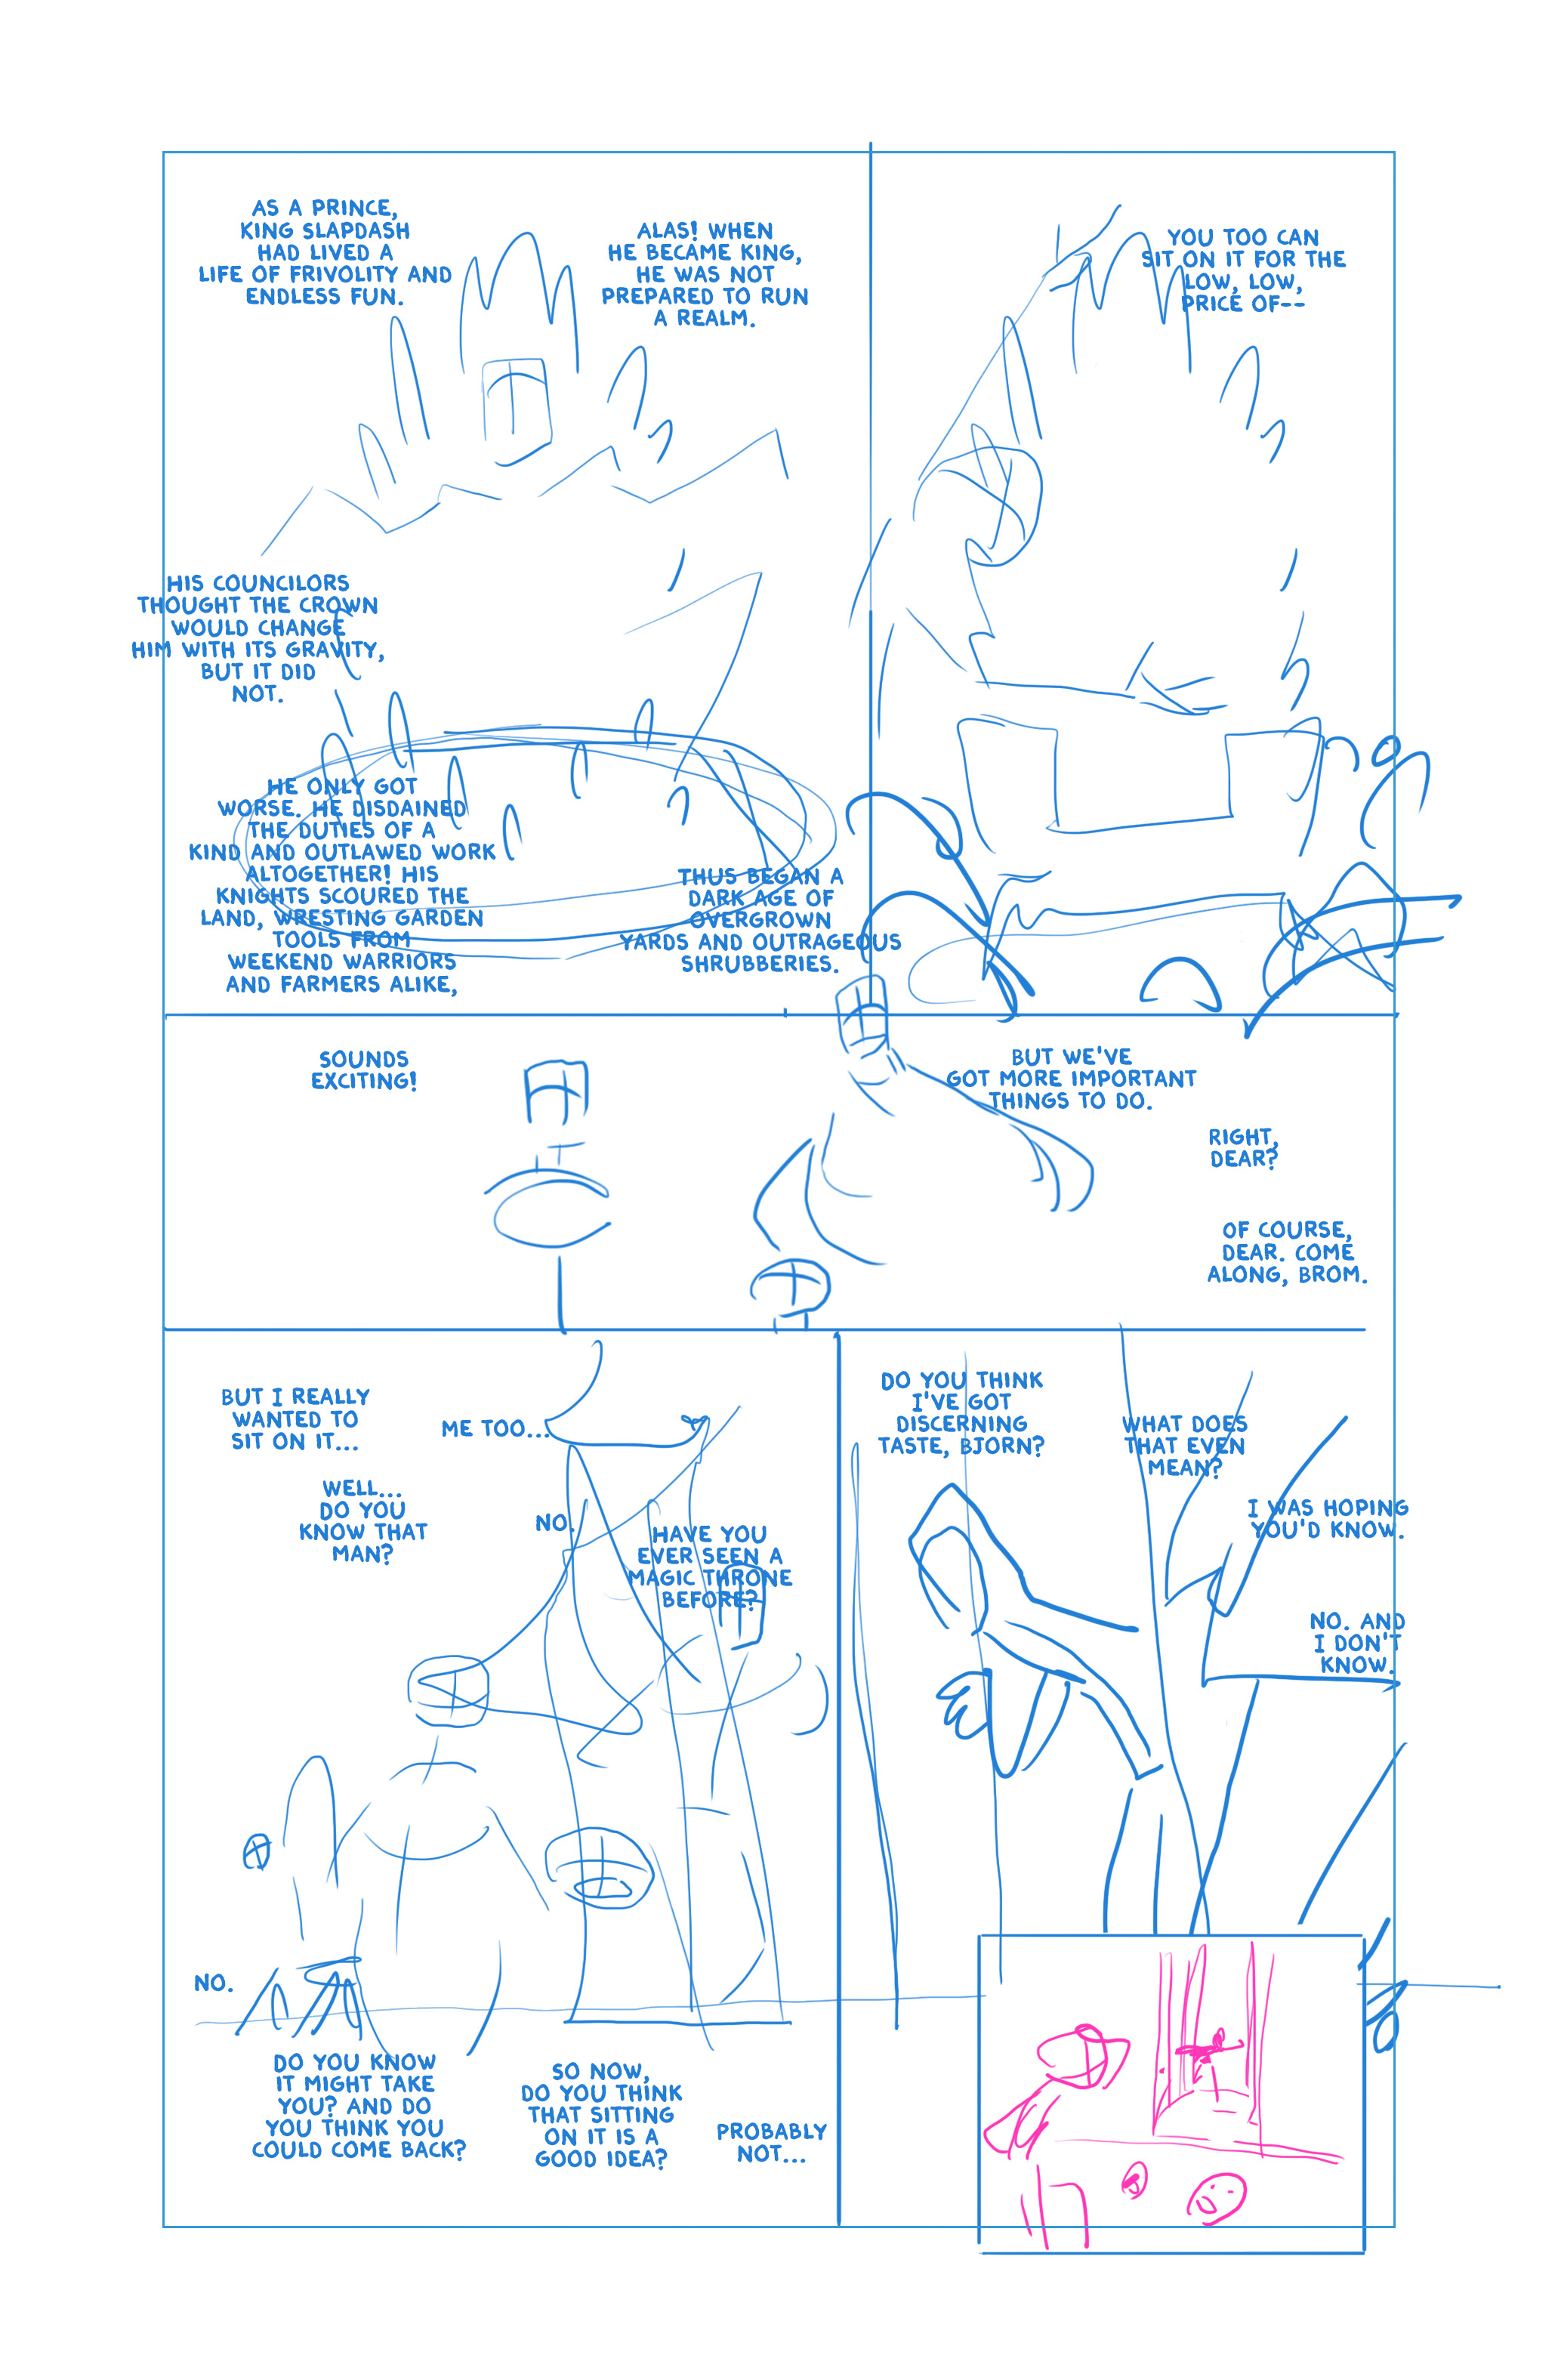 AS A PRINCE,
KING SLAPDASH
HAD LIVED A
LIFE OF FRIVOLITY AND
ENDLESS FUN.
ALAS! WHEN
HE BECAME KING,
HE WAS NOT
PREPARED TO RUN
A REALM.
HIS COUNCILORS
THOUGHT THE CROWN
WOULD CHANGE
HIM WITH ITS GRAVITY,
BUT IT DID
NOT.
HE ONLY GOT
WORSE. HE DISDAINED
THE DUTIES OF A
KIND AND OUTLAWED WORK
ALTOGETHER! HIS
KNIGHTS SCOURED THE
LAND, WRESTING GARDEN
TOOLS FROM
WEEKEND WARRIORS
AND FARMERS ALIKE,
THUS BEGAN A
DARK AGE OF
OVERGROWN
YARDS AND OUTRAGEOUS
SHRUBBERIES.
YOU TOO CAN
SIT ON IT FOR THE
LOW, LOW,
PRICE OF--
SOUNDS
EXCITING!
BUT WE'VE
GOT MORE IMPORTANT
THINGS TO DO.
RIGHT,
DEAR?
OF COURSE,
DEAR. COME
ALONG, BROM.
BUT I REALLY
WANTED TO
SIT ON IT...
ME TOO...
WELL...
DO YOU
KNOW THAT
MAN?
NO.
HAVE YOU
EVER SEEN A
MAGIC THRONE
BEFORE?
NO.
DO YOU KNOW
IT MIGHT TAKE
YOU? AND DO
YOU THINK YOU
COULD COME BACK?
SO NOW,
DO YOU THINK
THAT SITTING
ON IT IS A
GOOD IDEA?
PROBABLY
NOT...
DO YOU THINK
I'VE GOT
DISCERNING
TASTE, BJORN?
WHAT DOES
THAT EVEN
MEAN?
I WAS HOPING
YOU'D KNOW.
NO. AND
I DON'T
KNOW.